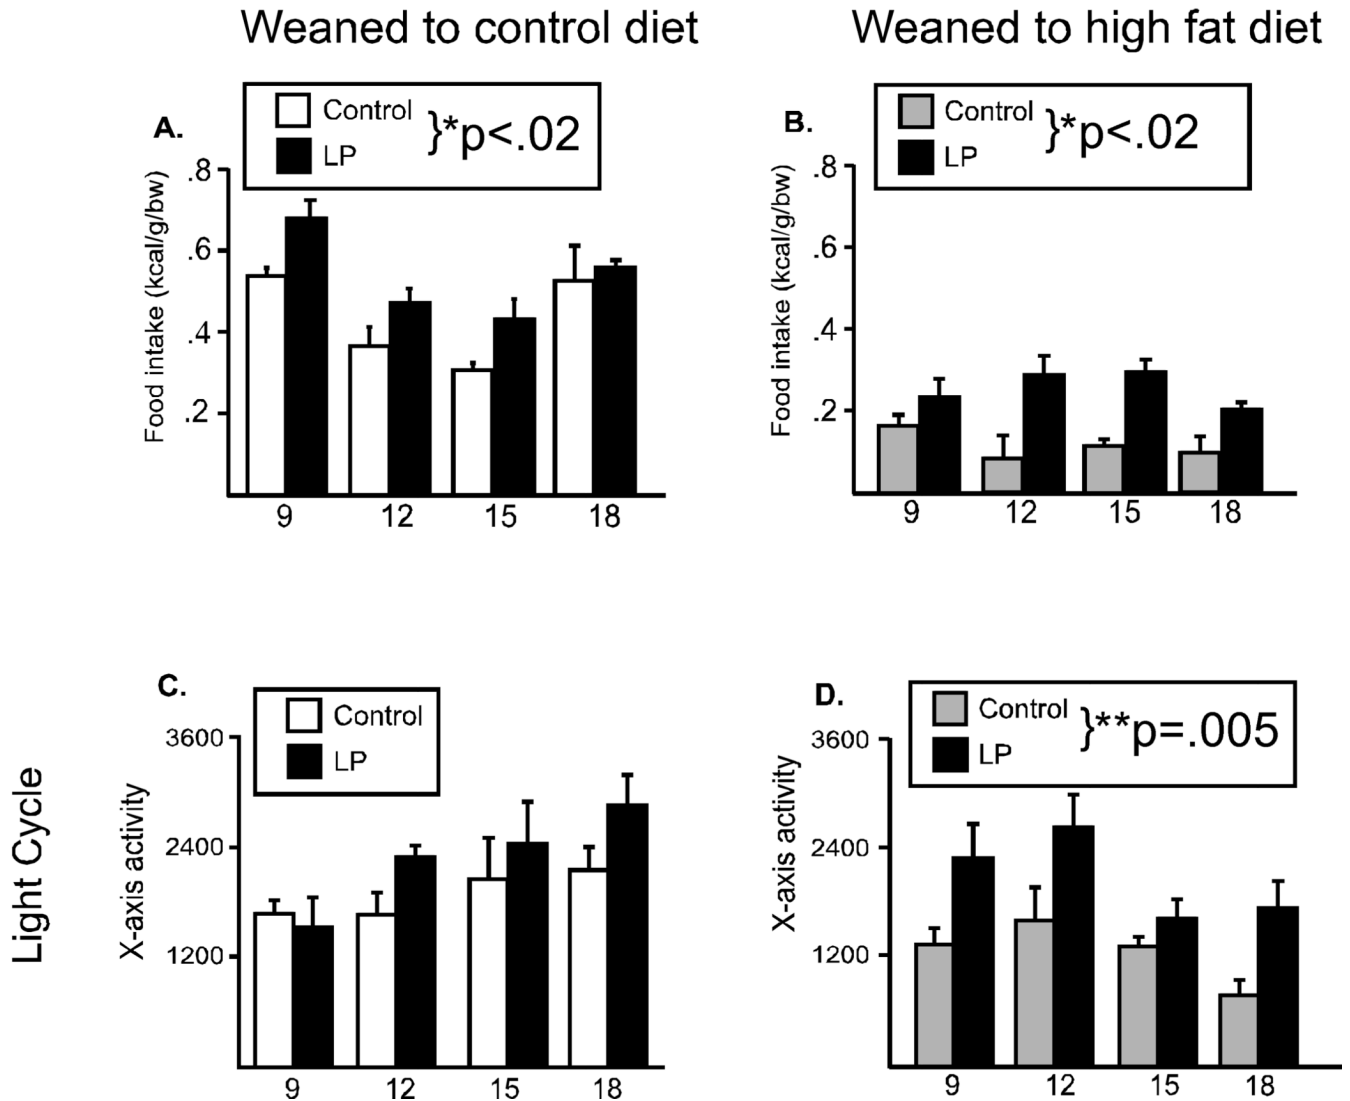 Weaned to control diet
Weaned to high fat diet
A.
Control
LP
}*p<.02
Food intake (kcal/g/bw)
.8
.6
.4
.2
9 12 15 18
B.
Control
LP
}*p<.02
Food intake (kcal/g/bw)
.8
.6
.4
.2
9 12 15 18
Light Cycle
C.
Control
LP
X-axis activity
3600
2400
1200
9 12 15 18
D.
Control
LP
}**p=.005
X-axis activity
3600
2400
1200
9 12 15 18